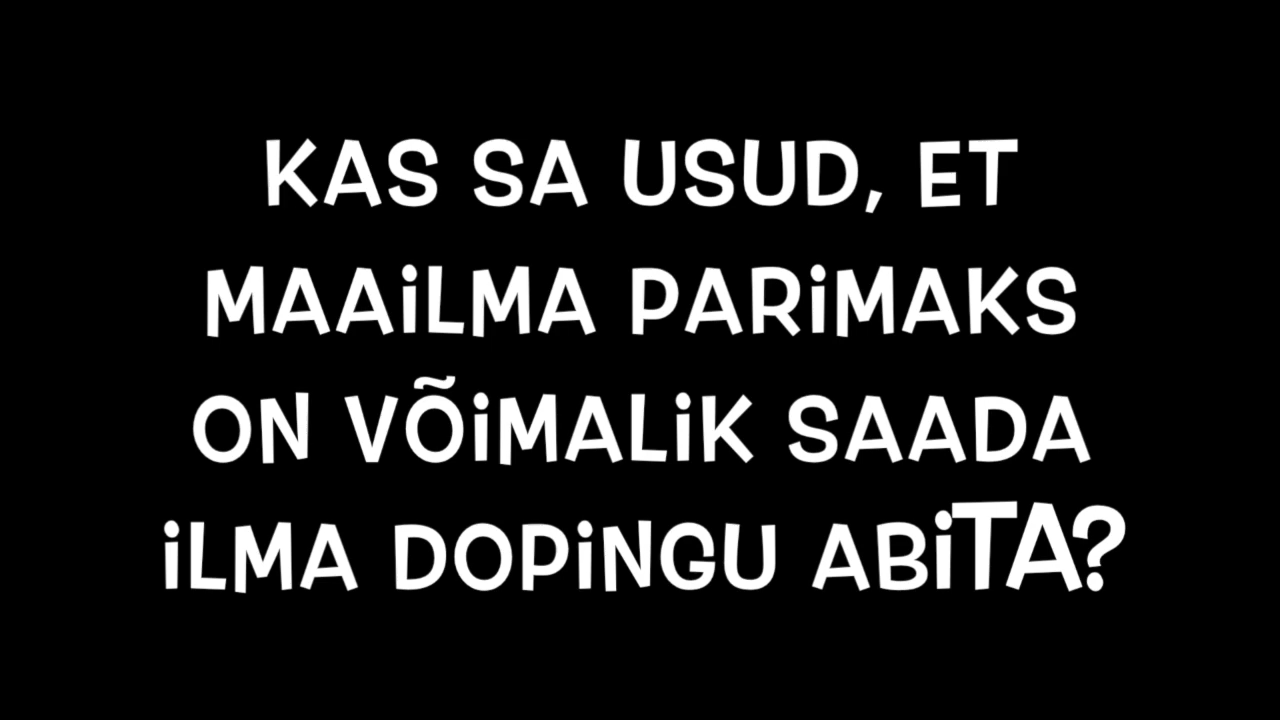 KAS SA USUD, ET
MAAiLMA PARiMAKS
ON VÕiMALiK SAADA
iLMA DOPiNGU ABiTA?